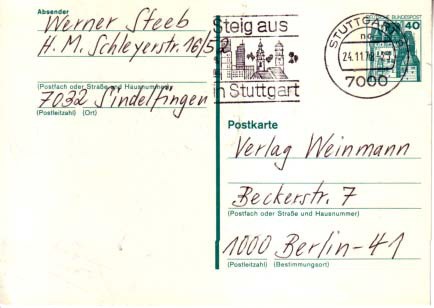 Absender
Werner Steeb
H. M. Schleyerstr. 16/52
(Postfach oder Straße und Hausnummer)
7032 Sindelfingen
(Postleitzahl) (Ort)
Steig aus
in Stuttgart
STUTTGART
24.11.78
7000
DEUTSCHE BUNDESPOST
40
Postkarte
Verlag Weinmann
Beckerstr. 7
(Postfach oder Straße und Hausnummer)
1000 Berlin-41
(Postleitzahl) (Bestimmungsort)